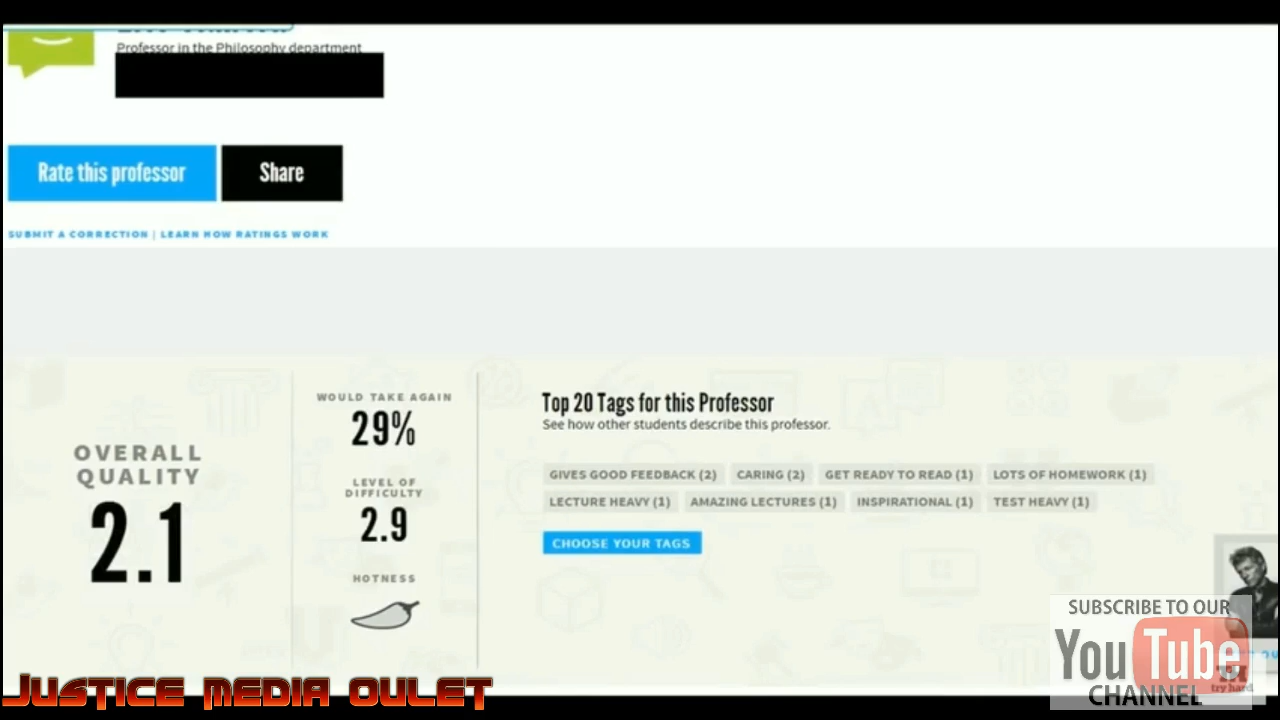 Professor in the Philosophy department
Rate this professor
Share
SUBMIT A CORRECTION | LEARN HOW RATINGS WORK
OVERALL
QUALITY
2.1
WOULD TAKE AGAIN
29%
LEVEL OF
DIFFICULTY
2.9
HOTNESS
Top 20 Tags for this Professor
See how other students describe this professor.
GIVES GOOD FEEDBACK (2) CARING (2) GET READY TO READ (1) LOTS OF HOMEWORK (1)
LECTURE HEAVY (1) AMAZING LECTURES (1) INSPIRATIONAL (1) TEST HEAVY (1)
CHOOSE YOUR TAGS
SUBSCRIBE TO OUR
YouTube
CHANNEL
try hard
JUSTICE MEDIA OULET